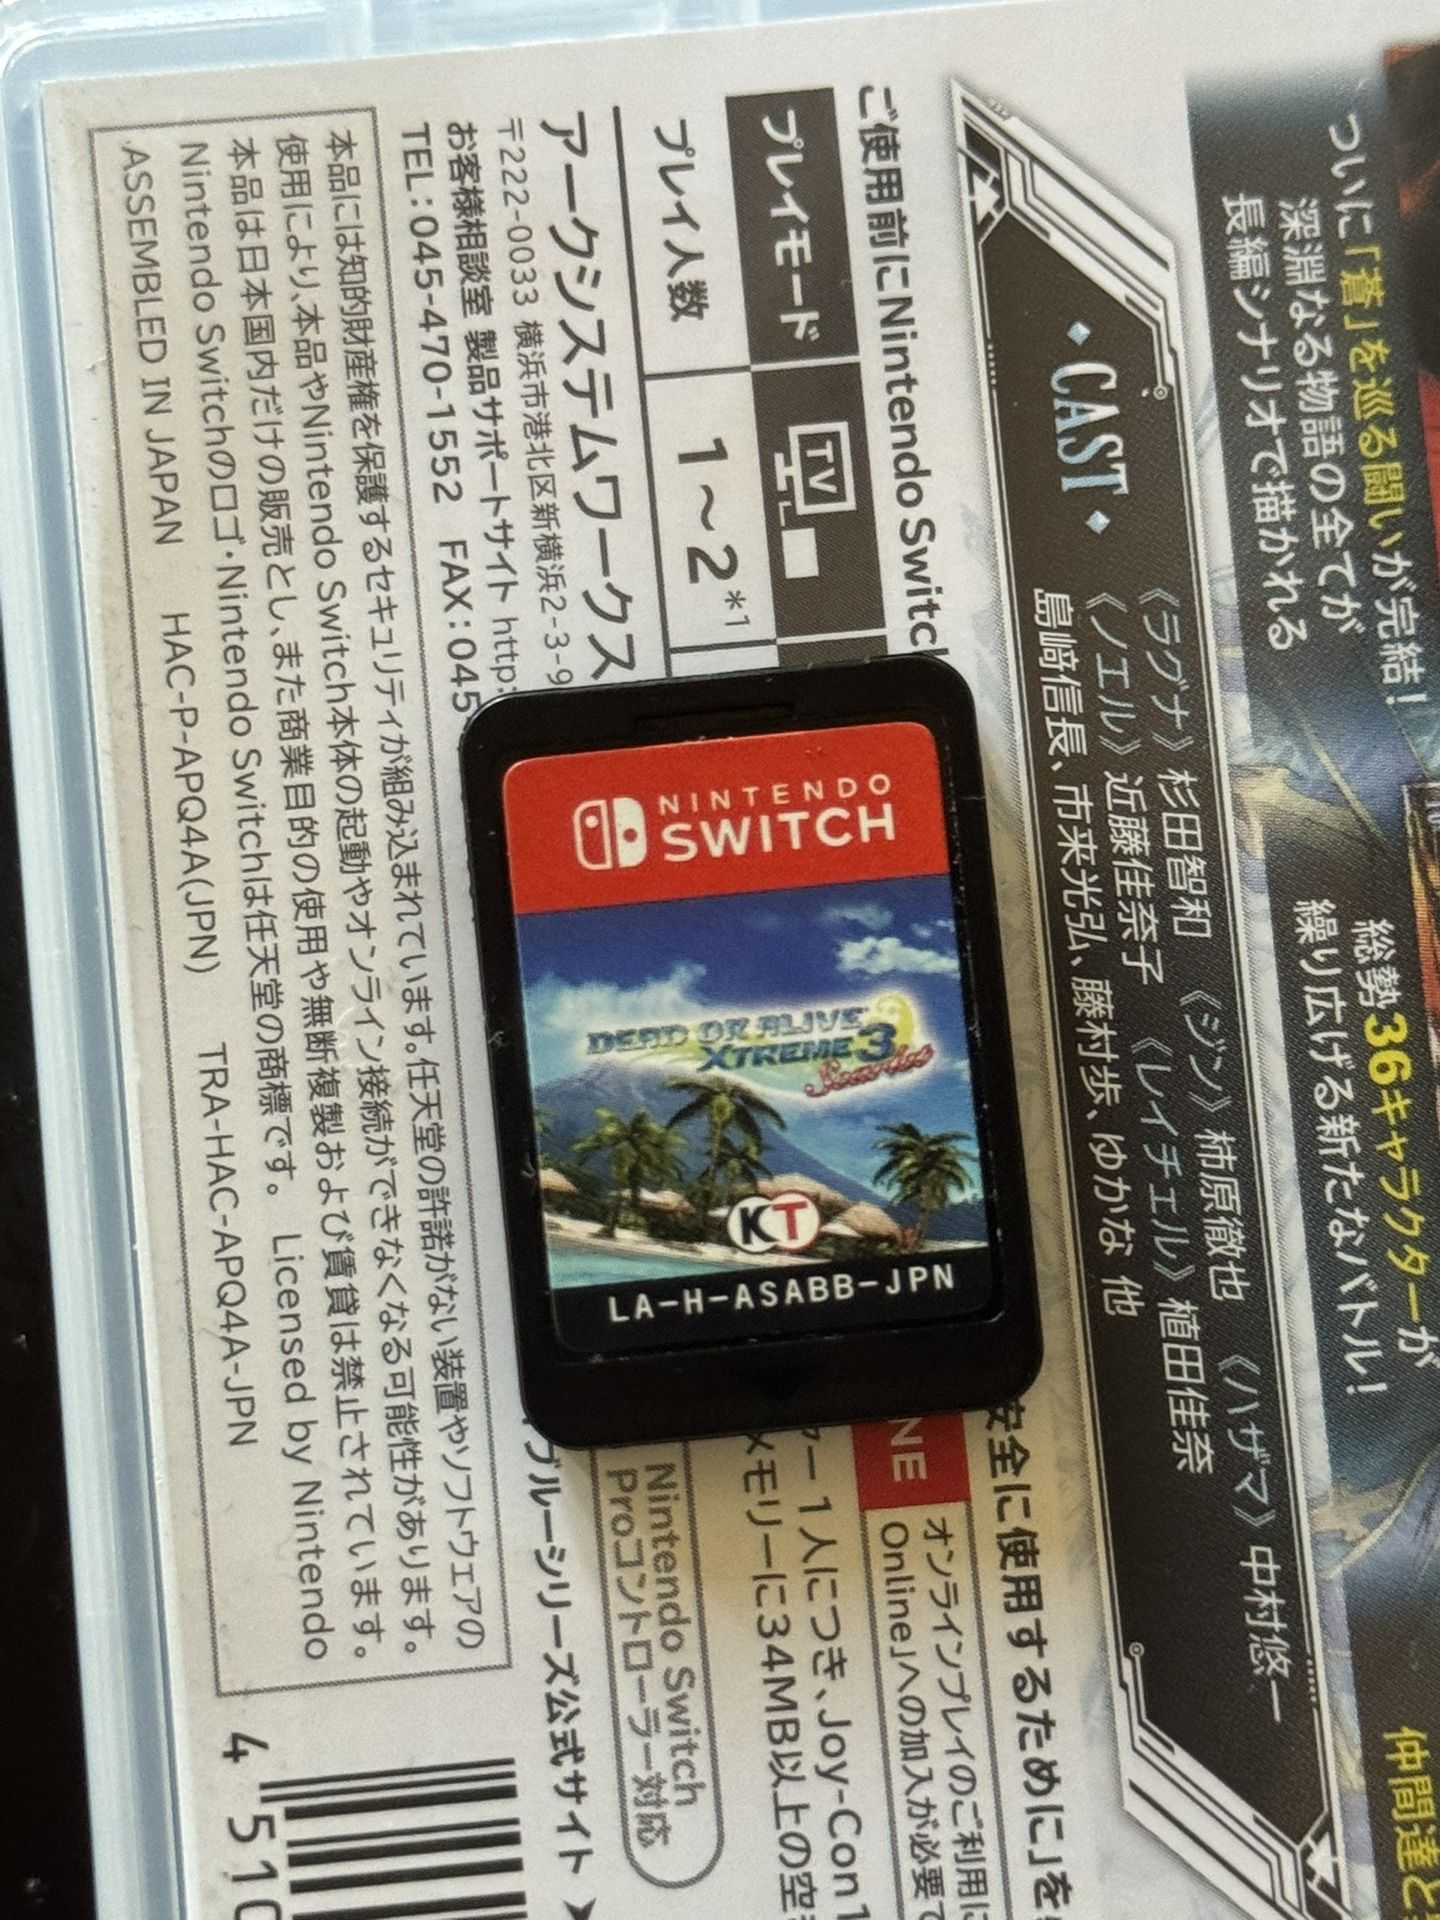 NINTENDO
SWITCH
DEAD OR ALIVE
XTREME 3
Scarlet
KT
LA-H-ASABB-JPN
ついに「蒼」を巡る闘いが完結!
深淵なる物語の全てが
長編シナリオで描かれる
総勢36キャラクターが
繰り広げる新たなバトル!
仲間達と
CAST
《ラグナ》杉田智和 《ジン》柿原徹也 《ハザマ》中村悠一
《ノエル》近藤佳奈子 《レイチェル》植田佳奈
島﨑信長、市来光弘、藤村歩、ゆかな 他
ご使用前にNintendo Switc
安全に使用するために」を
プレイモード TV
NE
オンラインプレイのご利用に
Online」への加入が必要で
プレイ人数 1~2 *1
ー1人につき、Joy-Con1
メモリーに34MB以上の空
Nintendo Switch
Proコントローラー対応
アークシステムワークス
〒222-0033 横浜市港北区新横浜2-3-9
お客様相談室 製品サポートサイト http:
TEL:045-470-1552 FAX:045
ブルーシリーズ公式サイト
本品には知的財産権を保護するセキュリティが組み込まれています。任天堂の許諾がない装置やソフトウェアの
使用により、本品やNintendo Switch本体の起動やオンライン接続ができなくなる可能性があります。
本品は日本国内だけの販売とし、また商業目的の使用や無断複製および賃貸は禁止されています。
Nintendo Switchのロゴ・Nintendo Switchは任天堂の商標です。 Licensed by Nintendo
ASSEMBLED IN JAPAN HAC-P-APQ4A(JPN) TRA-HAC-APQ4A-JPN
4 510